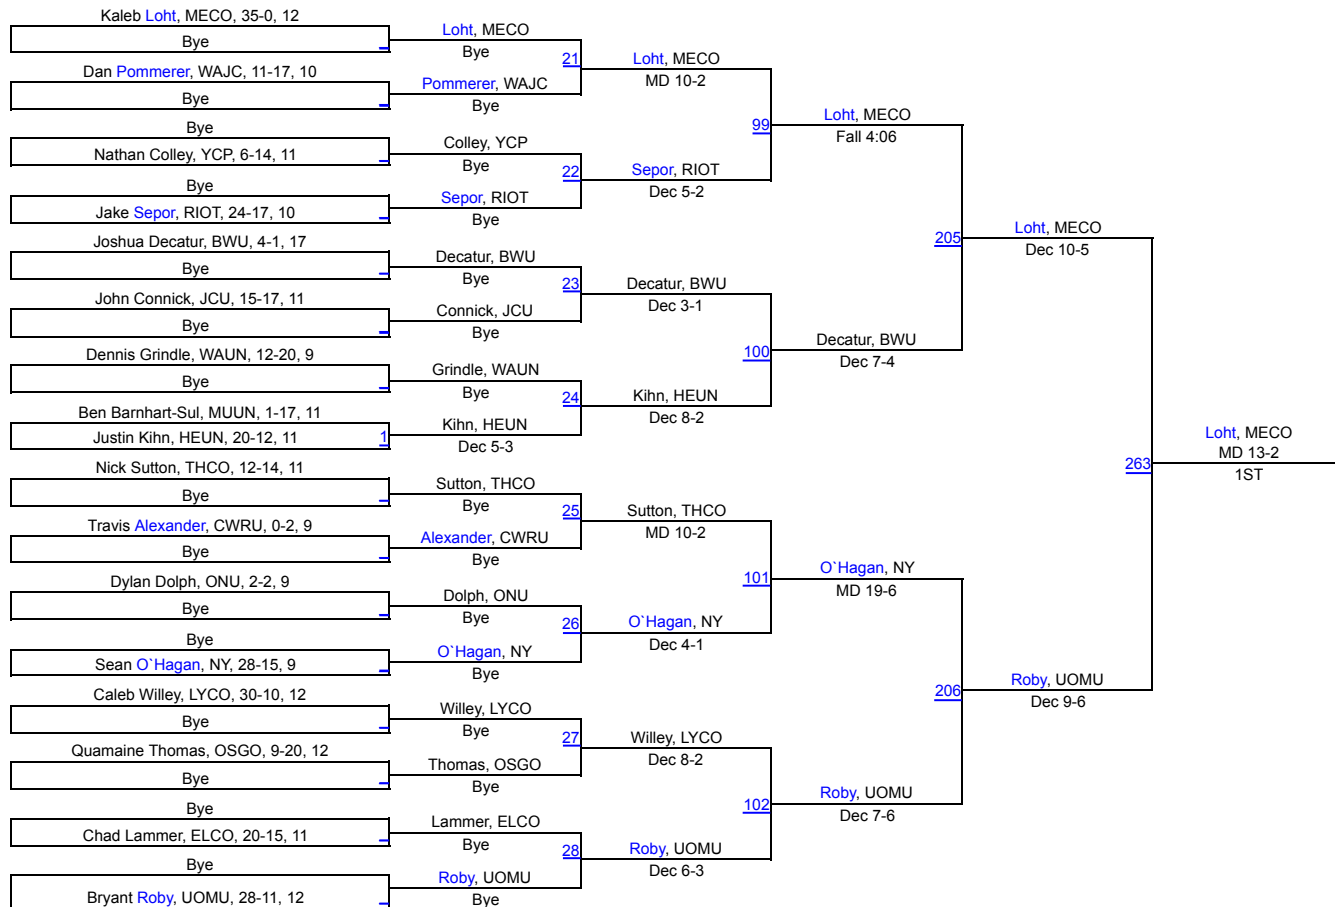 Kaleb Loht, MECO, 35-0, 12
Bye
Dan Pommerer, WAJC, 11-17, 10
Bye
Bye
Nathan Colley, YCP, 6-14, 11
Bye
Jake Sepor, RIOT, 24-17, 10
Joshua Decatur, BWU, 4-1, 17
Bye
John Connick, JCU, 15-17, 11
Bye
Dennis Grindle, WAUN, 12-20, 9
Bye
Ben Barnhart-Sul, MUUN, 1-17, 11
Justin Kihn, HEUN, 20-12, 11
1
Nick Sutton, THCO, 12-14, 11
Bye
Travis Alexander, CWRU, 0-2, 9
Bye
Dylan Dolph, ONU, 2-2, 9
Bye
Bye
Sean O`Hagan, NY, 28-15, 9
Caleb Willey, LYCO, 30-10, 12
Bye
Quamaine Thomas, OSGO, 9-20, 12
Bye
Bye
Chad Lammer, ELCO, 20-15, 11
Bye
Bryant Roby, UOMU, 28-11, 12
Loht, MECO
Bye
21
Pommerer, WAJC
Bye
Colley, YCP
Bye
22
Sepor, RIOT
Bye
Decatur, BWU
Bye
23
Connick, JCU
Bye
Grindle, WAUN
Bye
24
Kihn, HEUN
Dec 5-3
Sutton, THCO
Bye
25
Alexander, CWRU
Bye
Dolph, ONU
Bye
26
O`Hagan, NY
Bye
Willey, LYCO
Bye
27
Thomas, OSGO
Bye
Lammer, ELCO
Bye
28
Roby, UOMU
Bye
Loht, MECO
MD 10-2
99
Sepor, RIOT
Dec 5-2
Decatur, BWU
Dec 3-1
100
Kihn, HEUN
Dec 8-2
Sutton, THCO
MD 10-2
101
O`Hagan, NY
Dec 4-1
Willey, LYCO
Dec 8-2
102
Roby, UOMU
Dec 6-3
Loht, MECO
Fall 4:06
205
Decatur, BWU
Dec 7-4
O`Hagan, NY
MD 19-6
206
Roby, UOMU
Dec 7-6
Loht, MECO
Dec 10-5
263
Roby, UOMU
Dec 9-6
Loht, MECO
MD 13-2
1ST